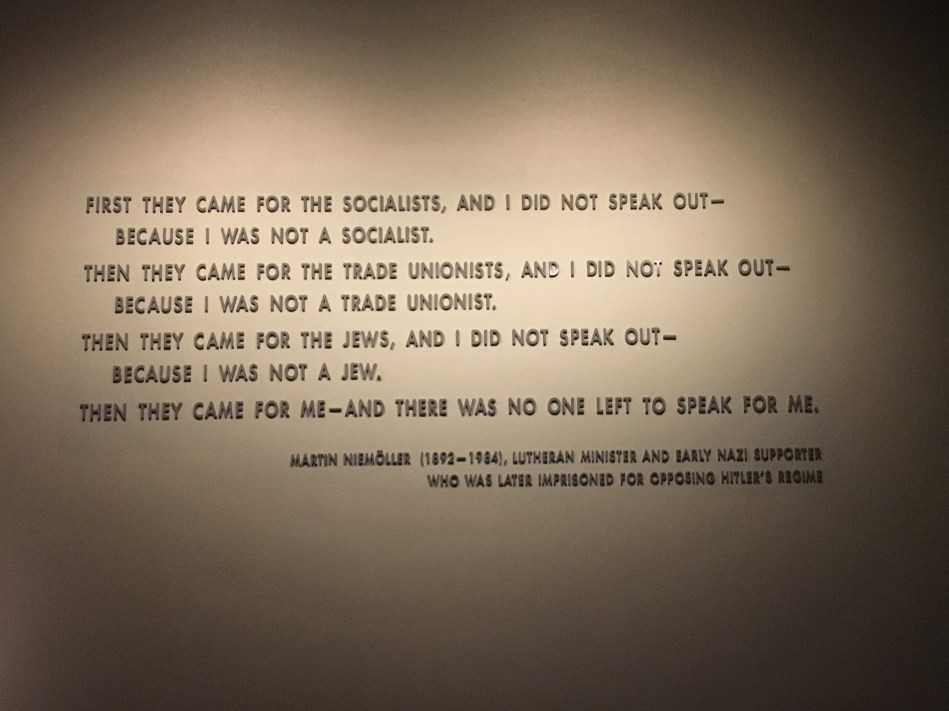 FIRST THEY CAME FOR THE SOCIALISTS, AND I DID NOT SPEAK OUT—
BECAUSE I WAS NOT A SOCIALIST.
THEN THEY CAME FOR THE TRADE UNIONISTS, AND I DID NOT SPEAK OUT—
BECAUSE I WAS NOT A TRADE UNIONIST.
THEN THEY CAME FOR THE JEWS, AND I DID NOT SPEAK OUT—
BECAUSE I WAS NOT A JEW.
THEN THEY CAME FOR ME—AND THERE WAS NO ONE LEFT TO SPEAK FOR ME.
MARTIN NIEMÖLLER (1892–1984), LUTHERAN MINISTER AND EARLY NAZI SUPPORTER
WHO WAS LATER IMPRISONED FOR OPPOSING HITLER'S REGIME